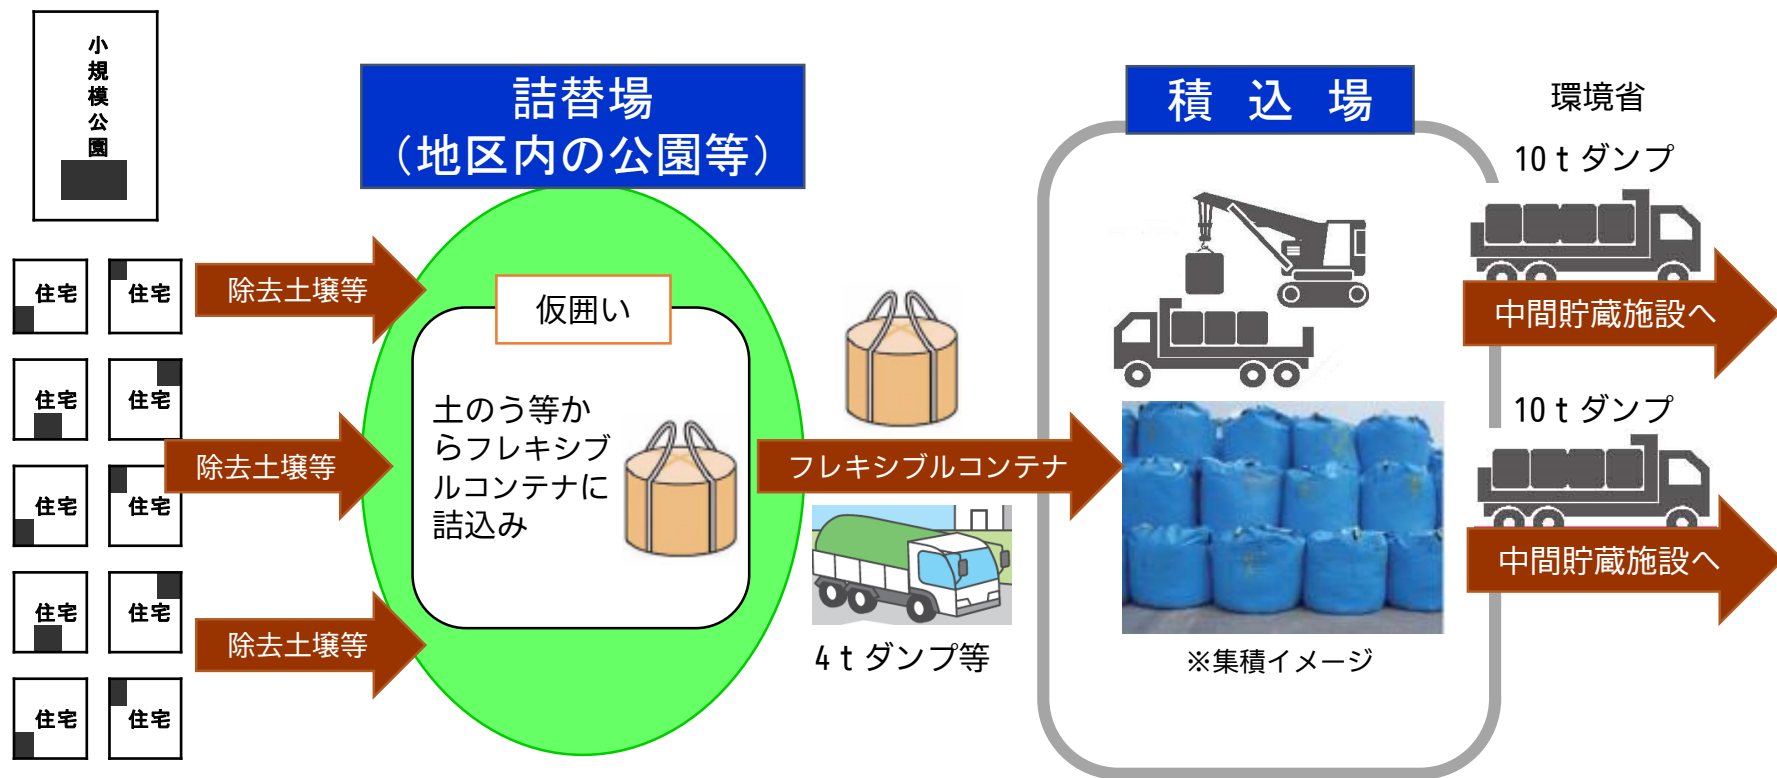 小規模公園
住宅
住宅
住宅
住宅
住宅
住宅
住宅
住宅
住宅
住宅
除去土壌等
除去土壌等
除去土壌等
詰替場
（地区内の公園等）
仮囲い
土のう等か
らフレキシブ
ルコンテナに
詰込み
フレキシブルコンテナ
4ｔダンプ等
積込場
※集積イメージ
環境省
10ｔダンプ
中間貯蔵施設へ
10ｔダンプ
中間貯蔵施設へ